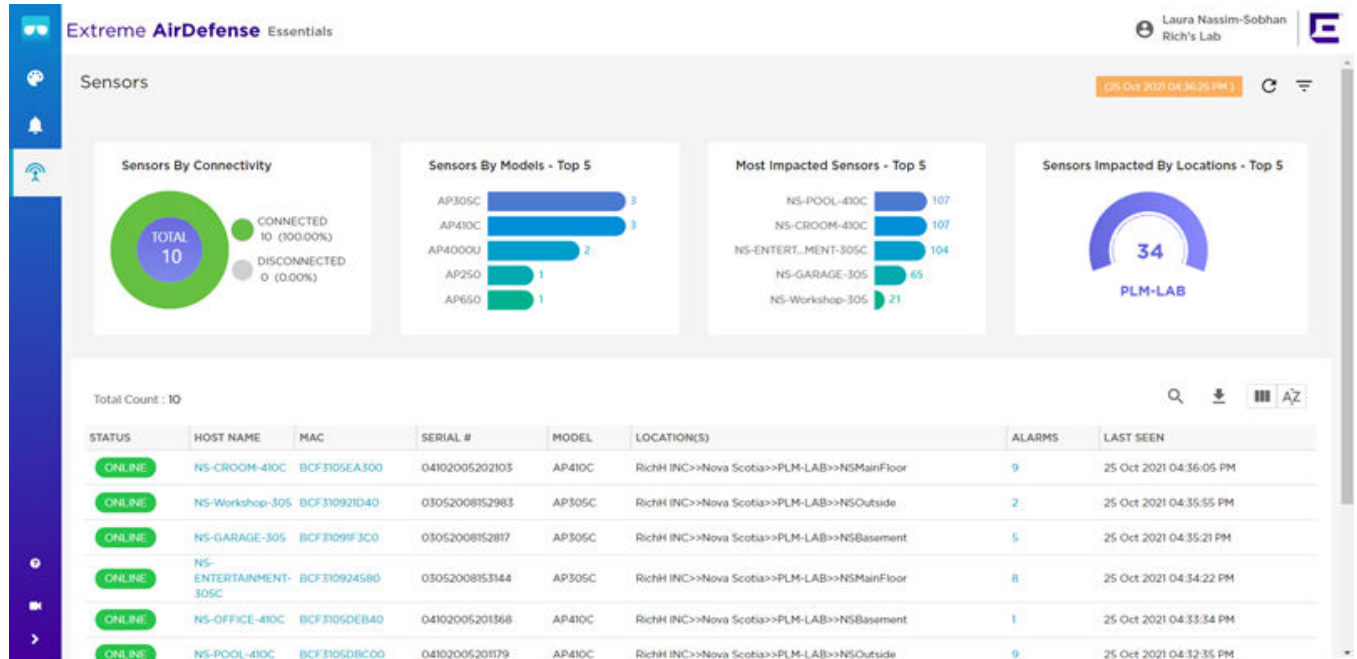 Extreme AirDefense Essentials
Laura Nassim-Sobhan
Rich's Lab
Sensors
(25 Oct 2021 04:36:25 PM )
Sensors By Connectivity
TOTAL
10
CONNECTED
10 (100.00%)
DISCONNECTED
0 (0.00%)
Sensors By Models - Top 5
AP305C 3
AP410C 3
AP4000U 2
AP250 1
AP650 1
Most Impacted Sensors - Top 5
NS-POOL-410C 107
NS-CROOM-410C 107
NS-ENTERT...MENT-305C 104
NS-GARAGE-305 65
NS-Workshop-305 21
Sensors Impacted By Locations - Top 5
34
PLM-LAB
Total Count : 10
STATUS HOST NAME MAC SERIAL # MODEL LOCATION(S) ALARMS LAST SEEN
ONLINE NS-CROOM-410C BCF3105EA300 04102005202103 AP410C RichH INC>>Nova Scotia>>PLM-LAB>>NSMainFloor 9 25 Oct 2021 04:36:05 PM
ONLINE NS-Workshop-305 BCF310921D40 03052008152983 AP305C RichH INC>>Nova Scotia>>PLM-LAB>>NSOutside 2 25 Oct 2021 04:35:55 PM
ONLINE NS-GARAGE-305 BCF31091F3C0 03052008152817 AP305C RichH INC>>Nova Scotia>>PLM-LAB>>NSBasement 5 25 Oct 2021 04:35:21 PM
ONLINE NS-ENTERTAINMENT-305C BCF310924580 03052008153144 AP305C RichH INC>>Nova Scotia>>PLM-LAB>>NSMainFloor 8 25 Oct 2021 04:34:22 PM
ONLINE NS-OFFICE-410C BCF3105DEB40 04102005201368 AP410C RichH INC>>Nova Scotia>>PLM-LAB>>NSBasement 1 25 Oct 2021 04:33:34 PM
ONLINE NS-POOL-410C BCF3105DBC00 04102005201179 AP410C RichH INC>>Nova Scotia>>PLM-LAB>>NSOutside 9 25 Oct 2021 04:32:35 PM